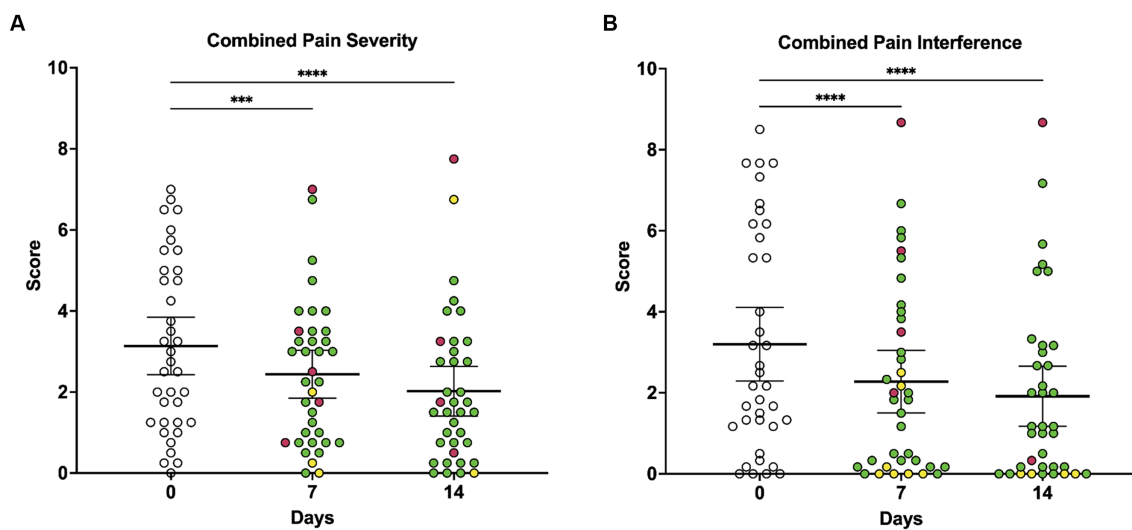 A
Combined Pain Severity
****
***
10
8
6
4
2
0
Score
0 7 14
Days
B
Combined Pain Interference
****
****
10
8
6
4
2
0
Score
0 7 14
Days